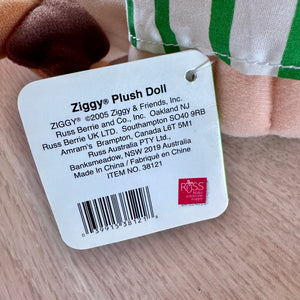 Ziggy® Plush Doll
ZIGGY® ©2005 Ziggy & Friends, Inc.
Russ Berrie and Co., Inc. Oakland NJ
Russ Berrie UK LTD. Southampton SO40 9RB
Amram's Brampton, Canada L6T 5M1
Russ Australia PTY Ltd.
Banksmeadow, NSW 2019 Australia
Made In China / Fabriqué en Chine
ITEM NO. 38121
RUSS